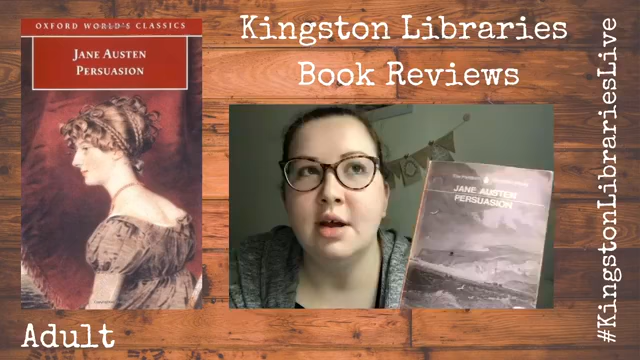 Kingston Libraries
Book Reviews
OXFORD WORLD'S CLASSICS
JANE AUSTEN
PERSUASION
JANE AUSTEN
PERSUASION
Adult
#KingstonLibrariesLive